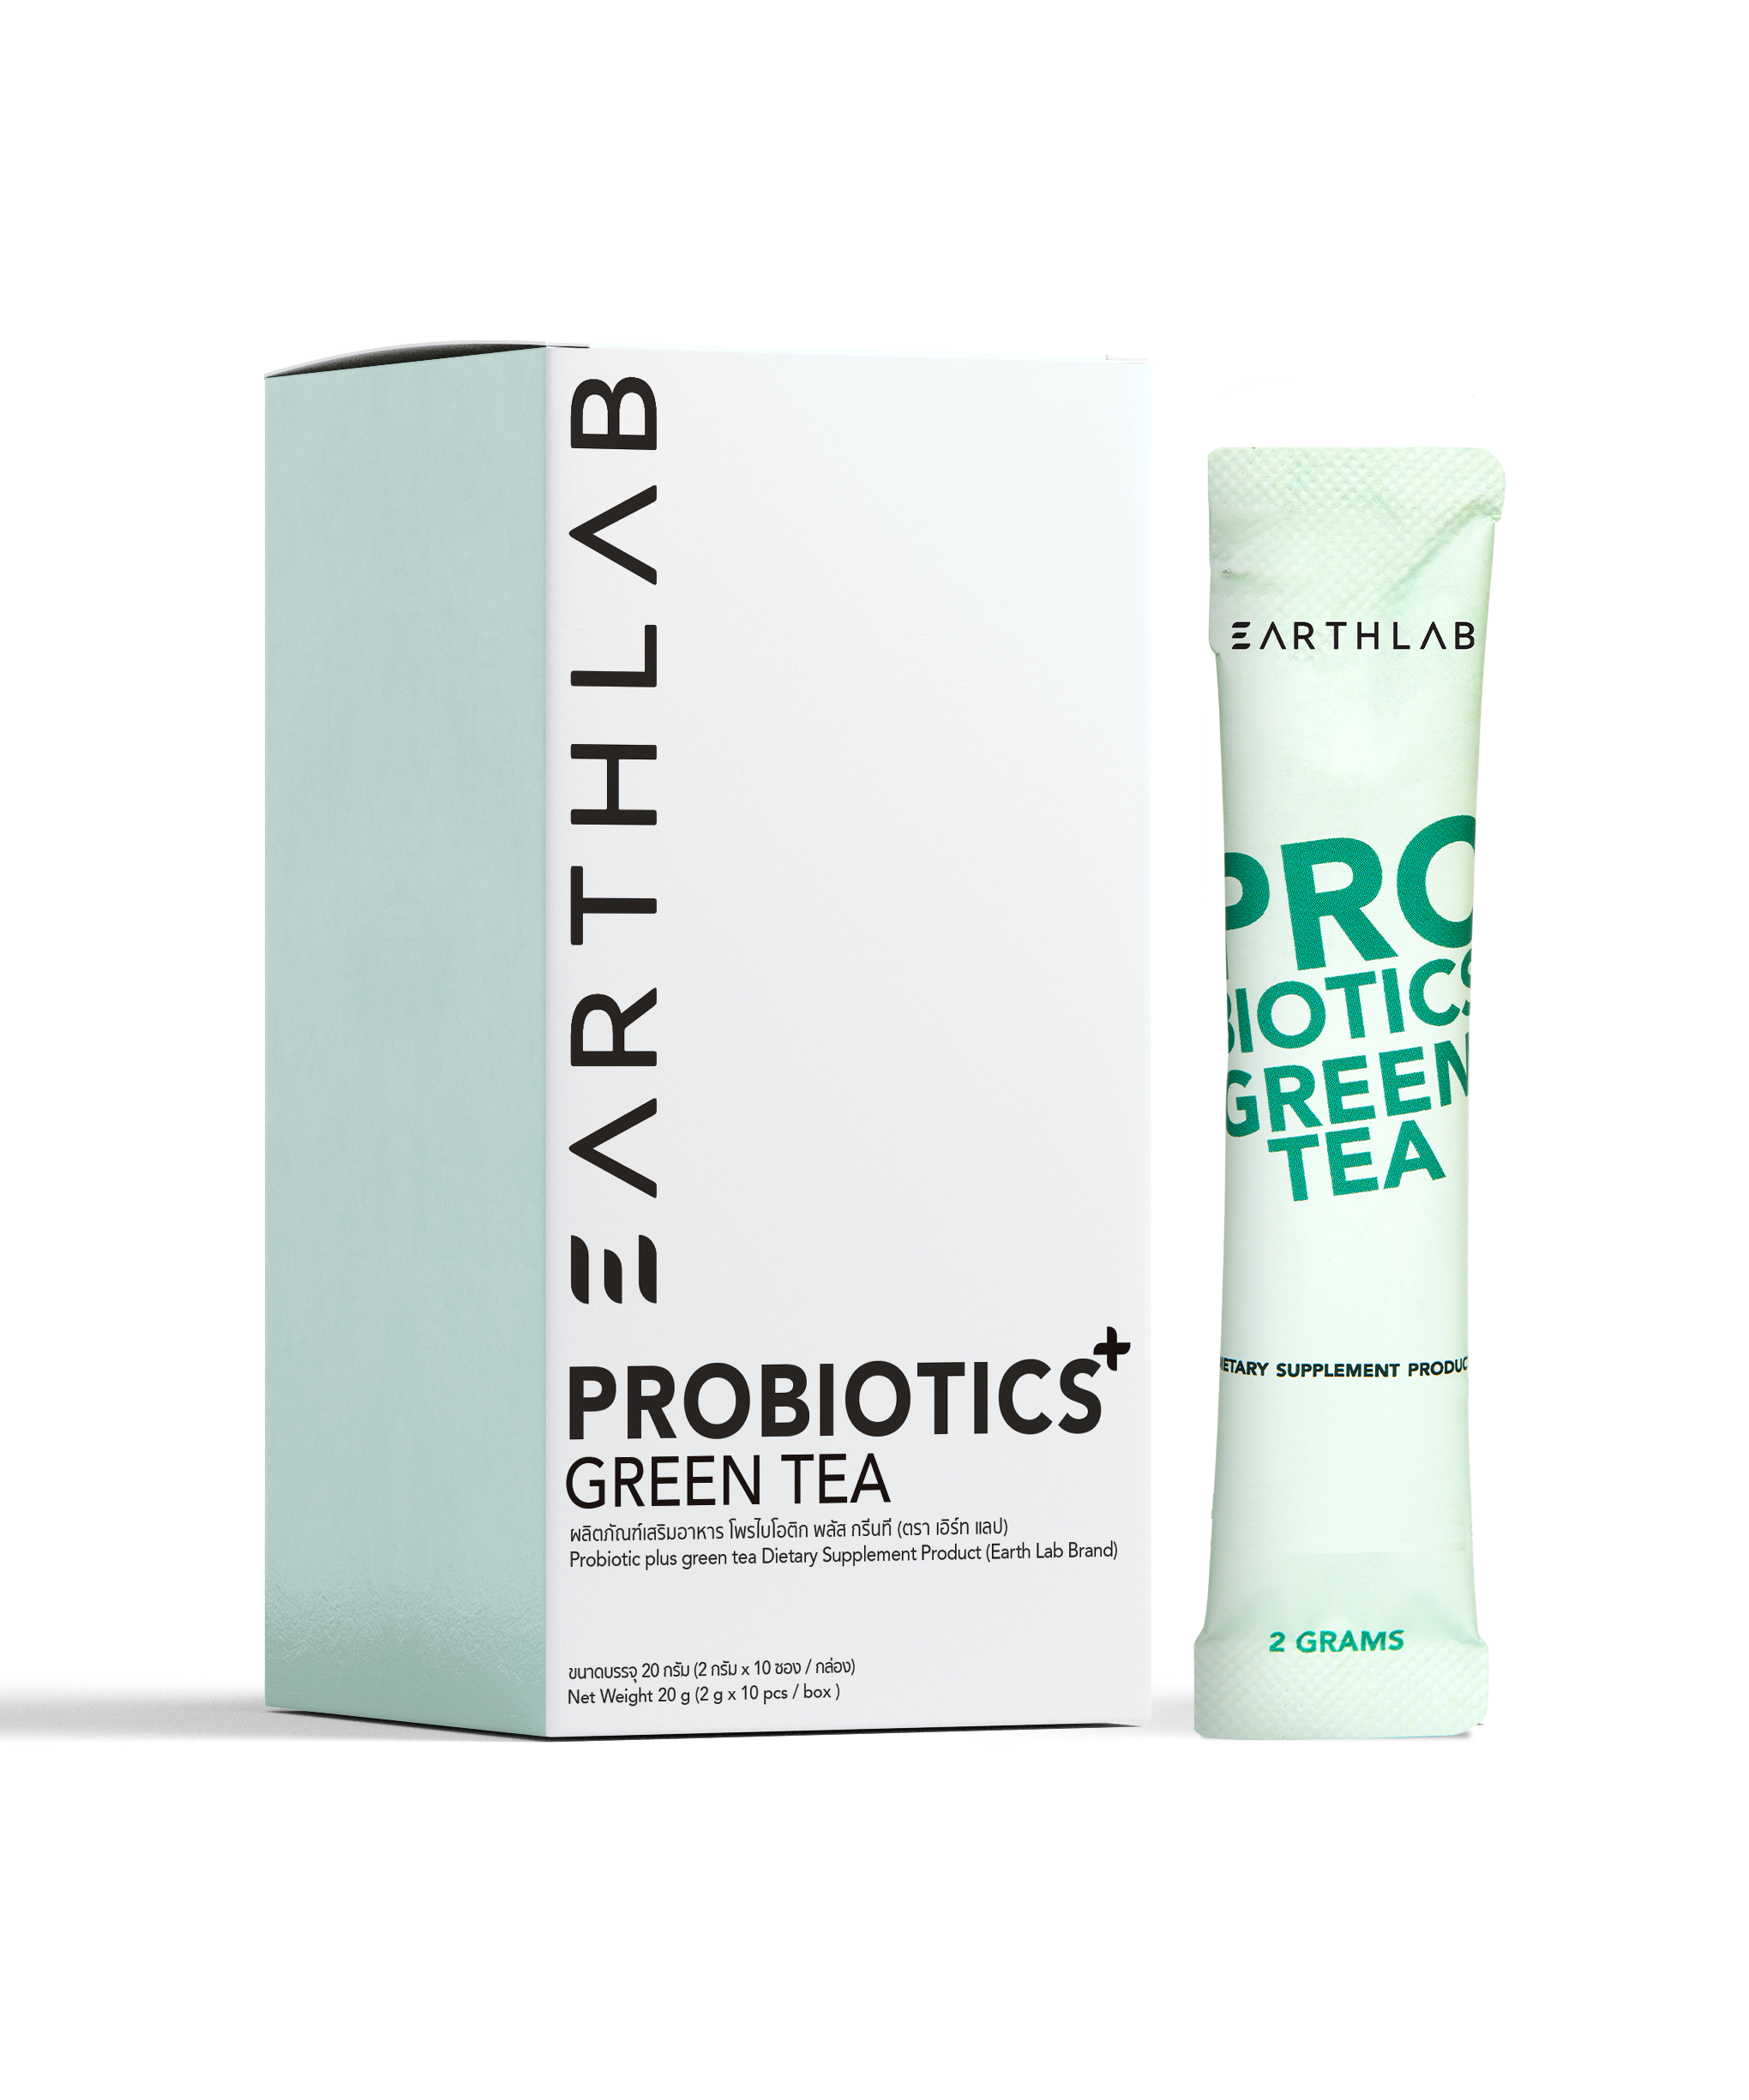 EARTHLAB
PROBIOTICS+
GREEN TEA
ผลิตภัณฑ์เสริมอาหาร โพรไบโอติก พลัส กรีนที (ตรา เอิร์ท แลป)
Probiotic plus green tea Dietary Supplement Product (Earth Lab Brand)
ขนาดบรรจุ 20 กรัม (2 กรัม x 10 ซอง / กล่อง)
Net Weight 20 g (2 g x 10 pcs / box )
EARTHLAB
PRO
BIOTICS
GREEN
TEA
IETARY SUPPLEMENT PRODUC
2 GRAMS